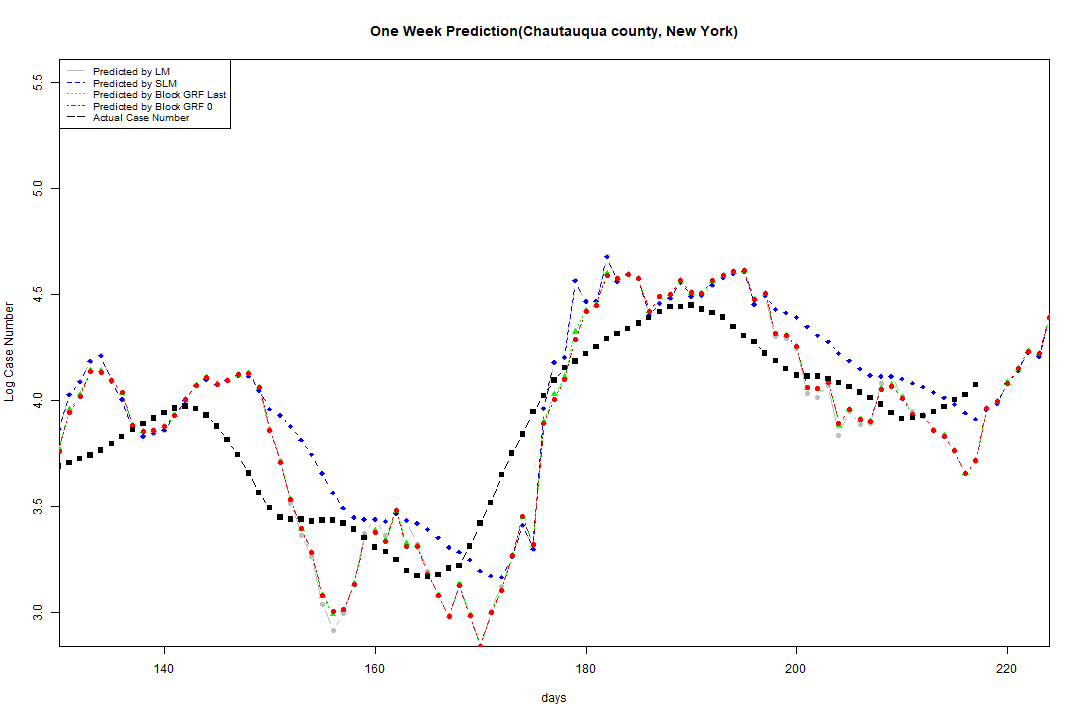 One Week Prediction(Chautauqua county, New York)
Predicted by LM
Predicted by SLM
Predicted by Block GRF Last
Predicted by Block GRF 0
Actual Case Number
5.5
5.0
4.5
4.0
3.5
3.0
Log Case Number
140
160
180
200
220
days